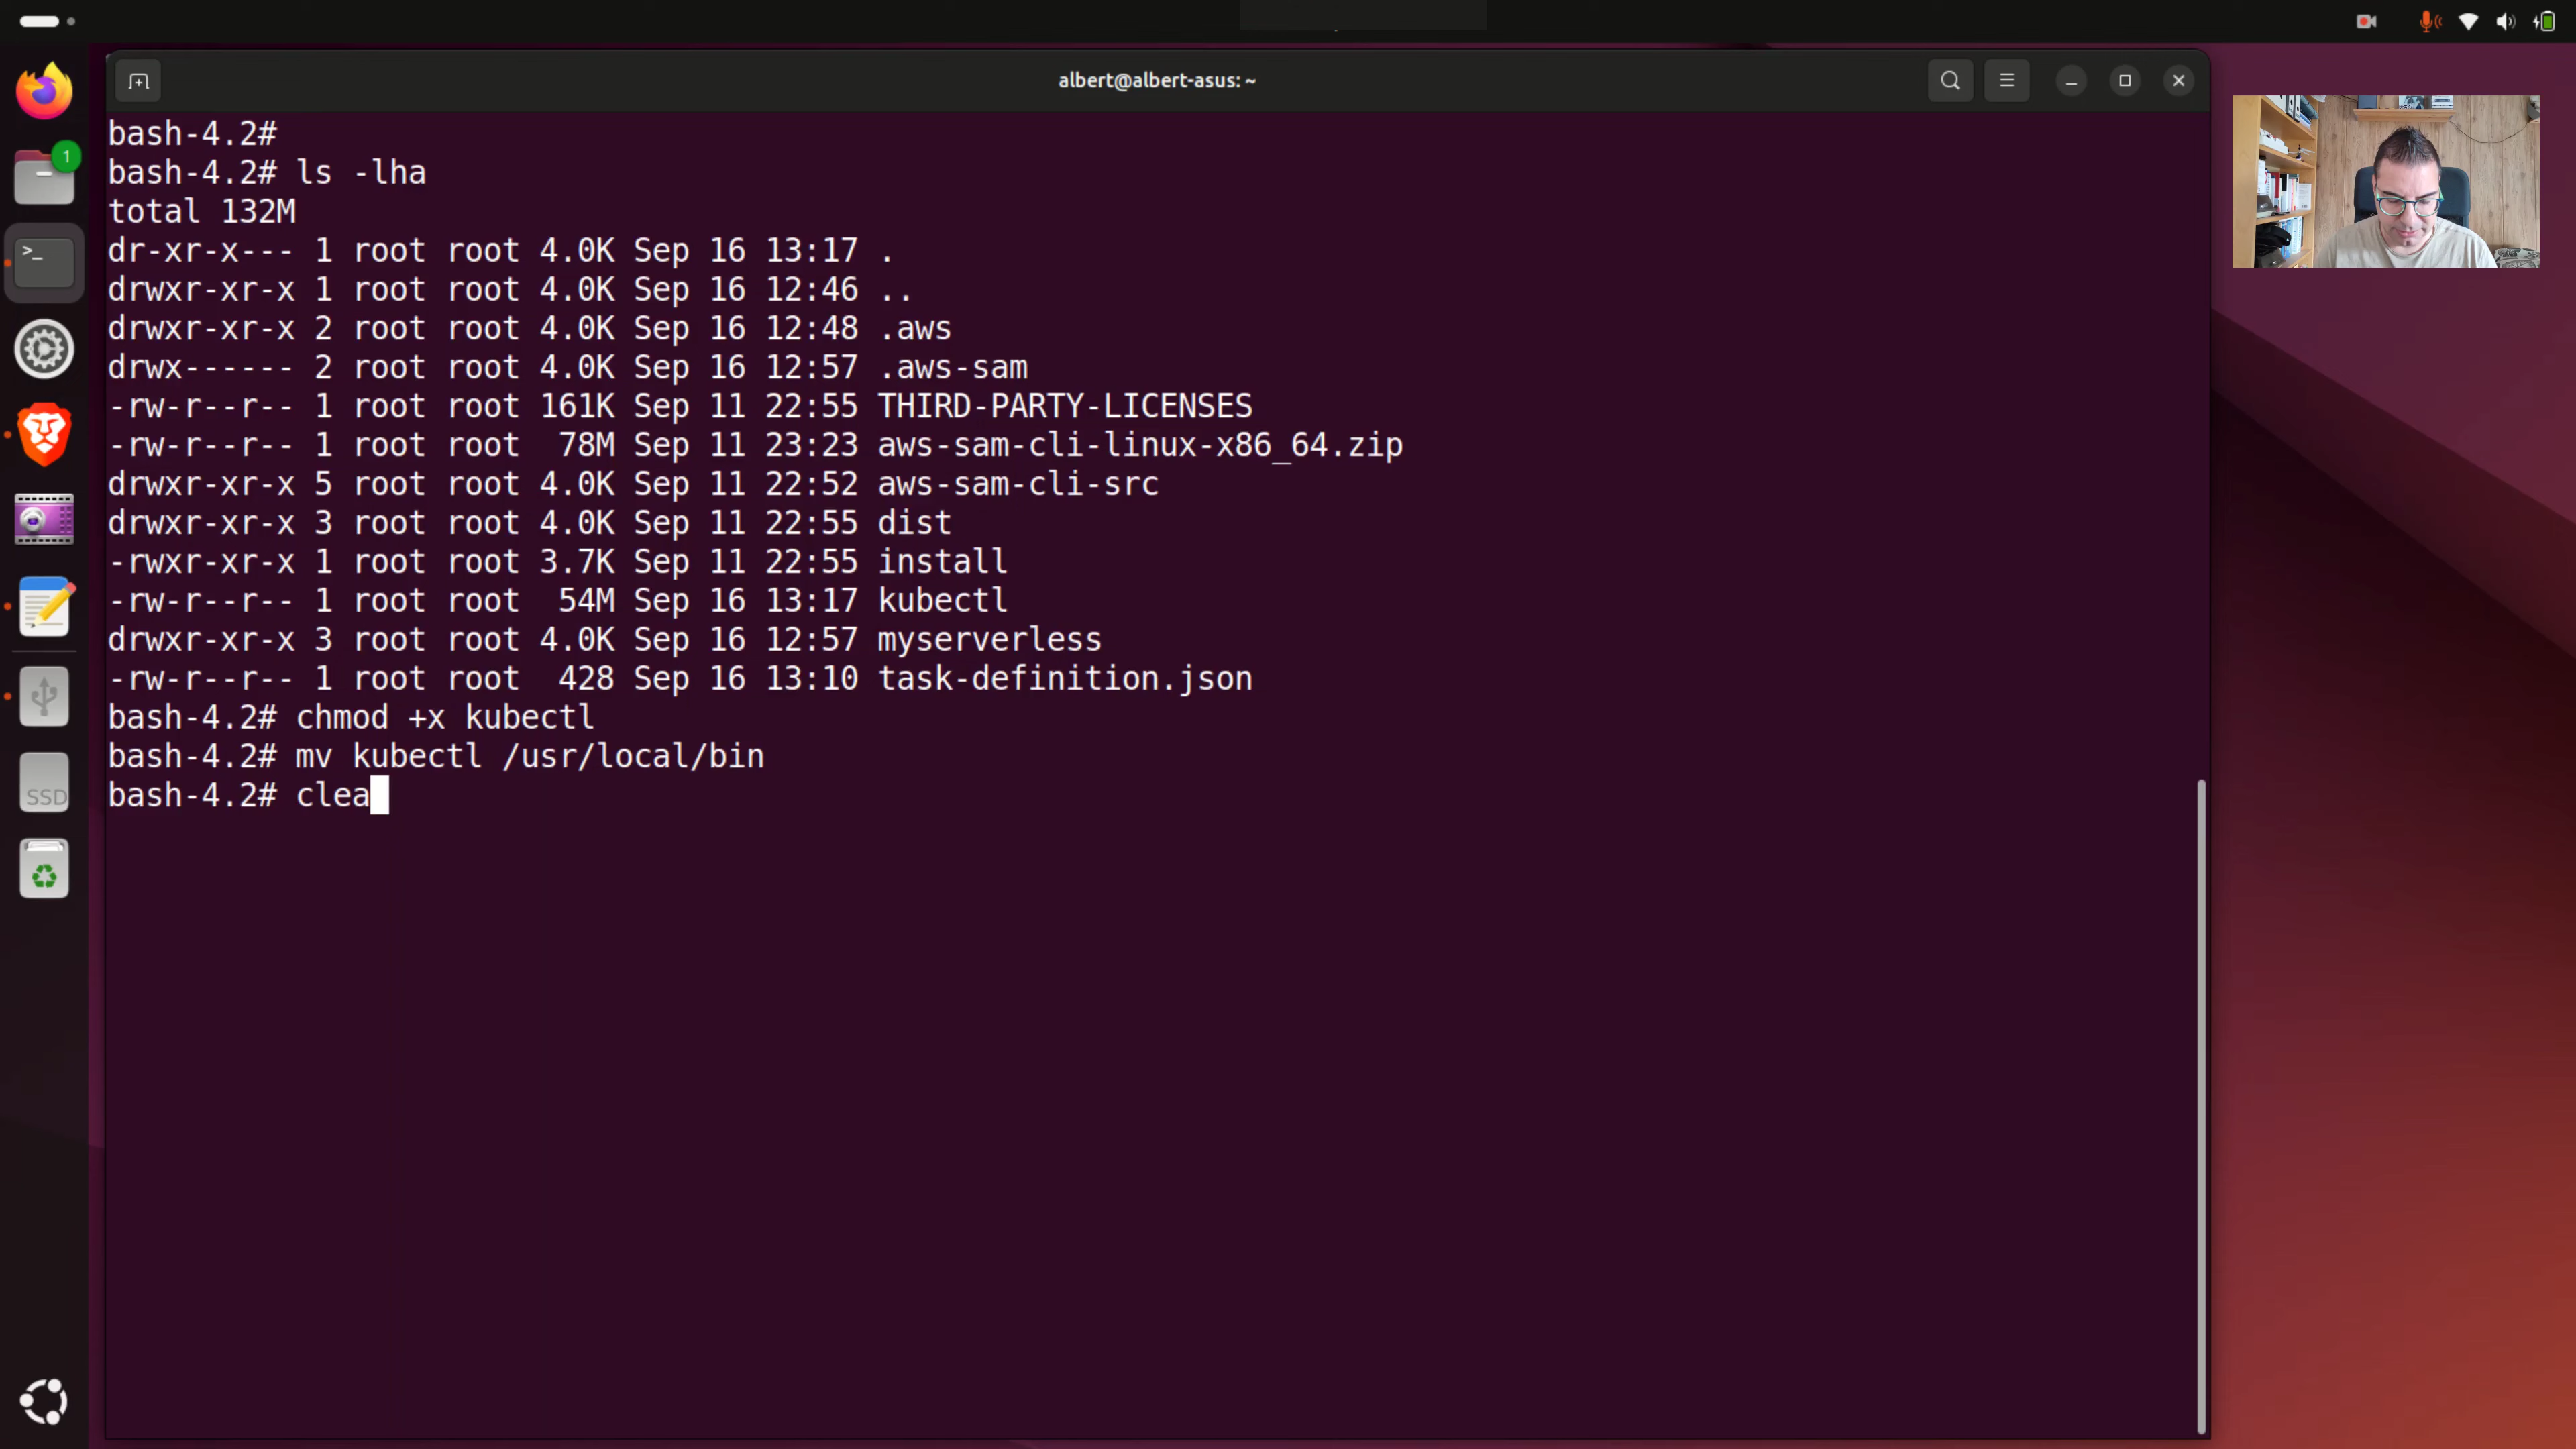 albert@albert-asus: ~
1
bash-4.2#
bash-4.2# ls -lha
total 132M
dr-xr-x--- 1 root root 4.0K Sep 16 13:17 .
drwxr-xr-x 1 root root 4.0K Sep 16 12:46 ..
drwxr-xr-x 2 root root 4.0K Sep 16 12:48 .aws
drwx------ 2 root root 4.0K Sep 16 12:57 .aws-sam
-rw-r--r-- 1 root root 161K Sep 11 22:55 THIRD-PARTY-LICENSES
-rw-r--r-- 1 root root  78M Sep 11 23:23 aws-sam-cli-linux-x86_64.zip
drwxr-xr-x 5 root root 4.0K Sep 11 22:52 aws-sam-cli-src
drwxr-xr-x 3 root root 4.0K Sep 11 22:55 dist
-rwxr-xr-x 1 root root 3.7K Sep 11 22:55 install
-rw-r--r-- 1 root root  54M Sep 16 13:17 kubectl
drwxr-xr-x 3 root root 4.0K Sep 16 12:57 myserverless
-rw-r--r-- 1 root root  428 Sep 16 13:10 task-definition.json
bash-4.2# chmod +x kubectl
bash-4.2# mv kubectl /usr/local/bin
bash-4.2# clea
SSD